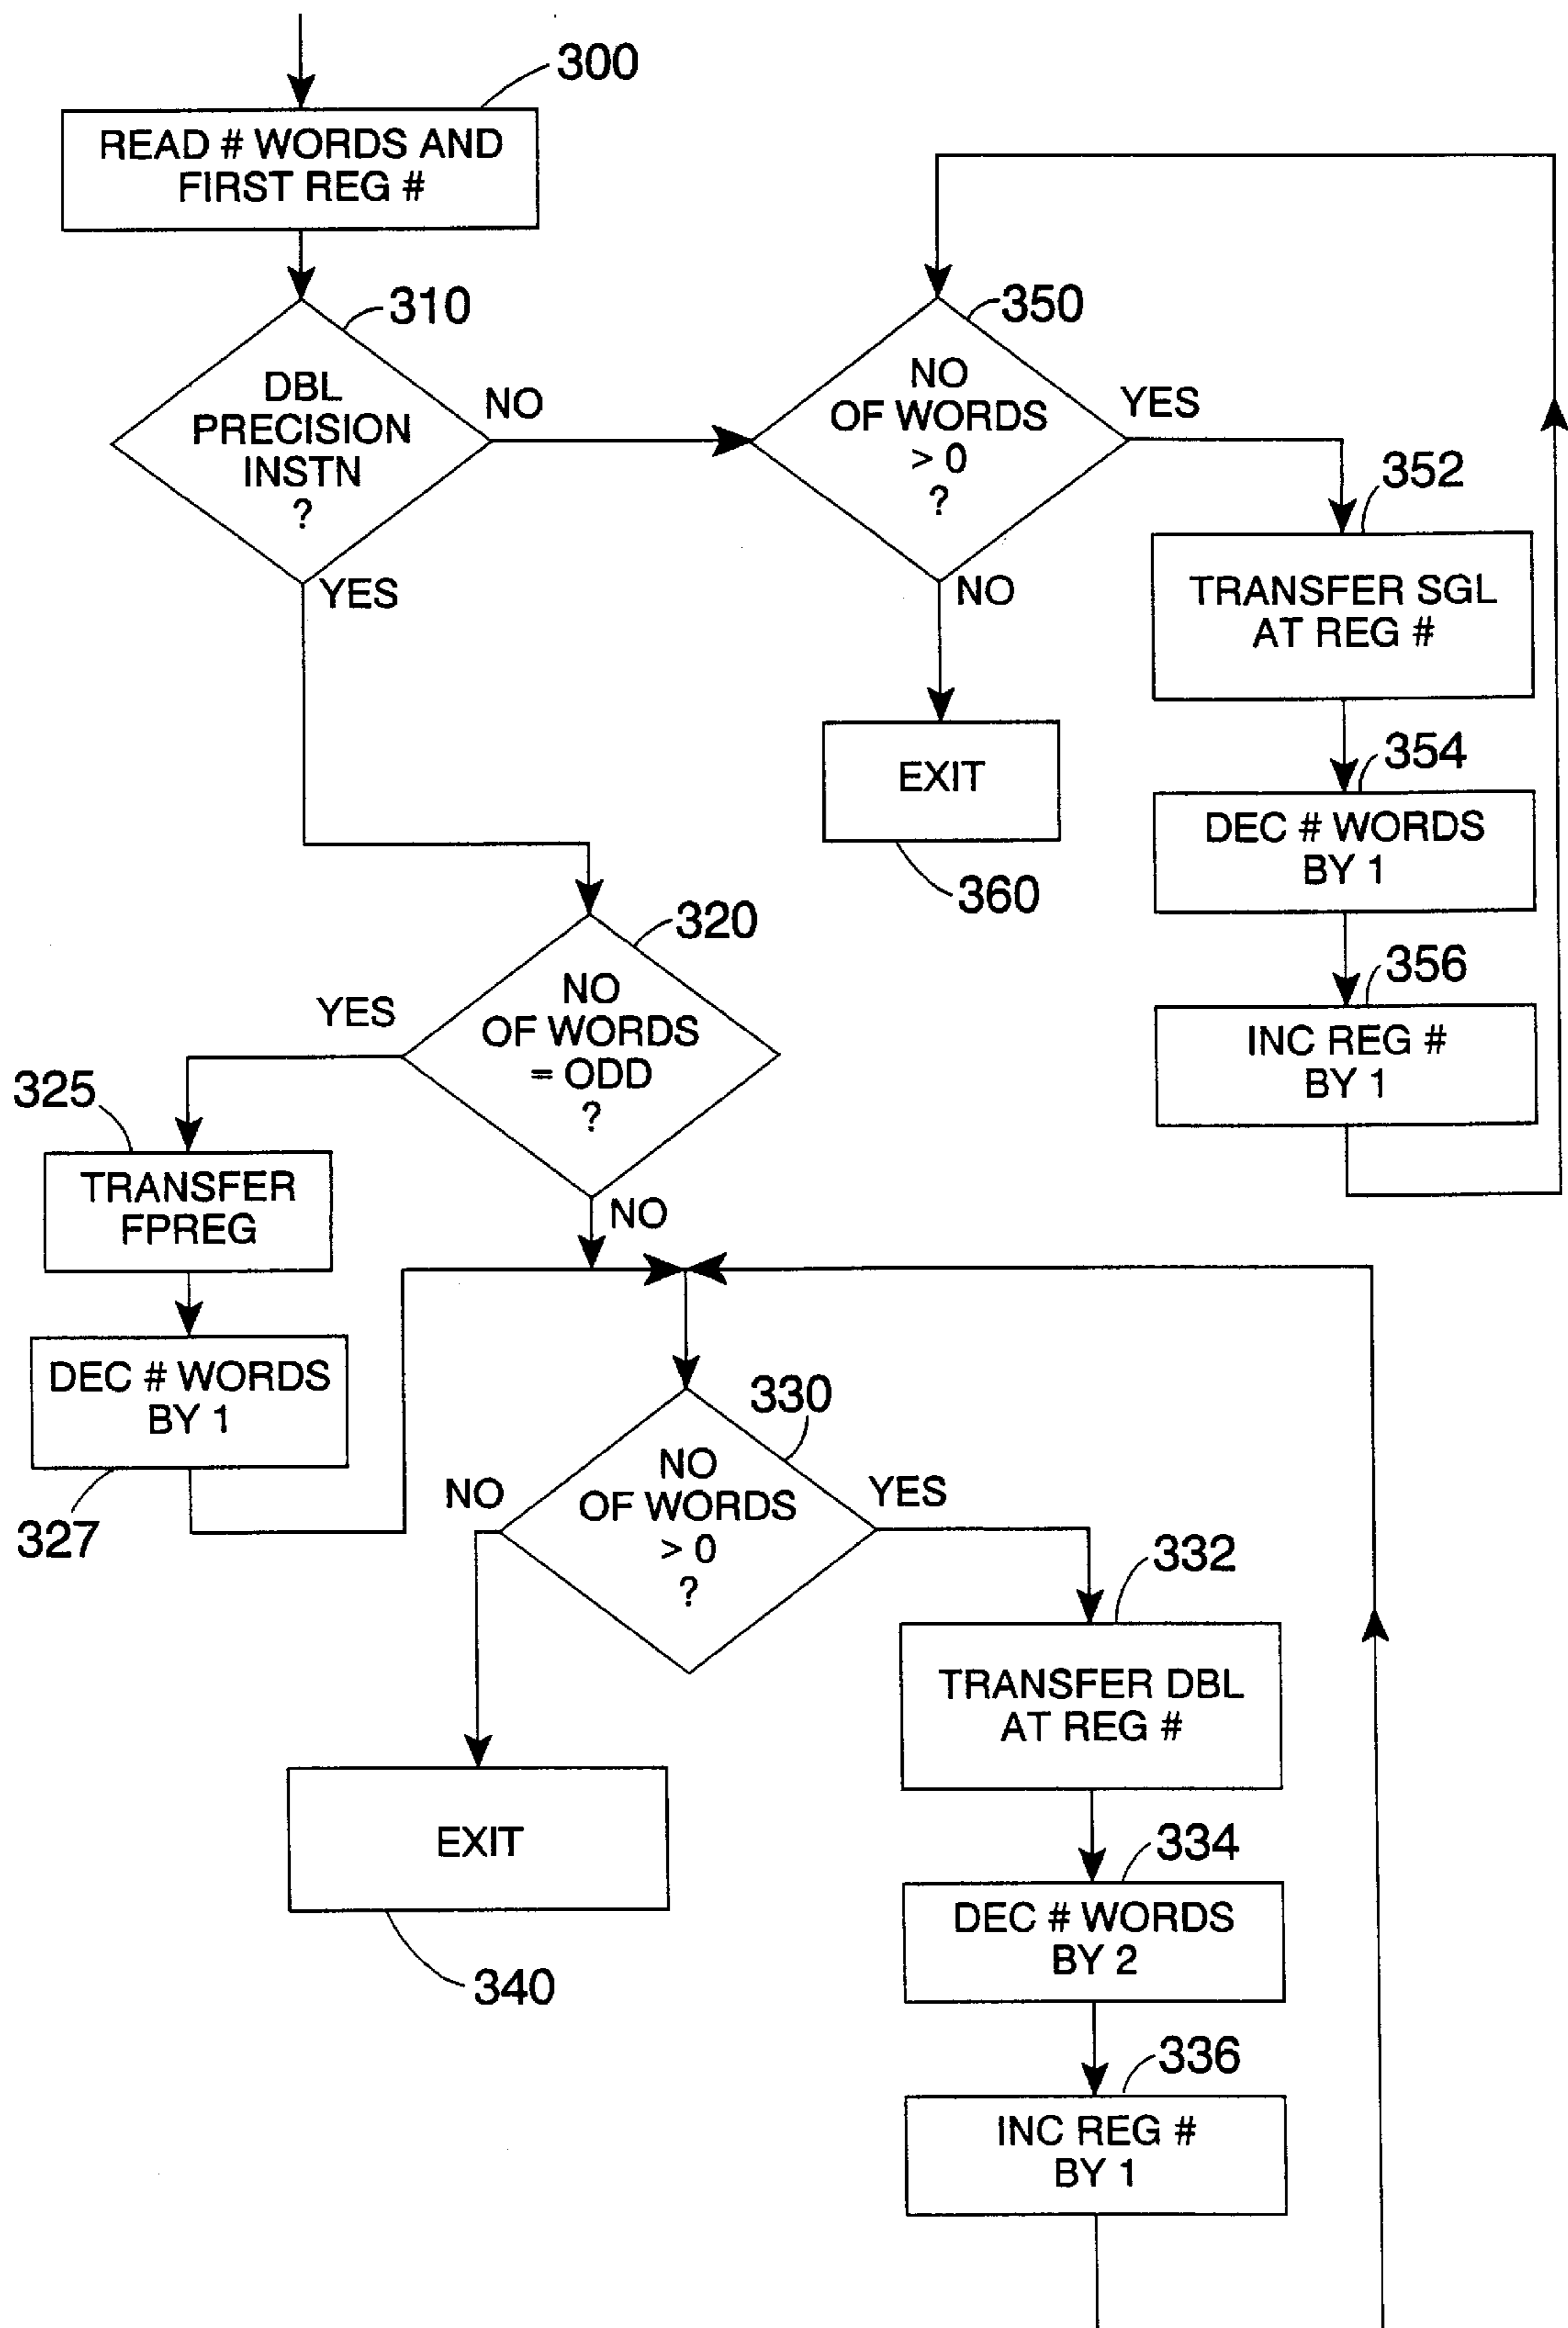 300
READ # WORDS AND
FIRST REG #
310
DBL
PRECISION
INSTN
?
NO
YES
350
NO
OF WORDS
> 0
?
YES
NO
352
TRANSFER SGL
AT REG #
354
DEC # WORDS
BY 1
356
INC REG #
BY 1
EXIT
360
320
NO
OF WORDS
= ODD
?
YES
NO
325
TRANSFER
FPREG
DEC # WORDS
BY 1
327
330
NO
OF WORDS
> 0
?
NO
YES
332
TRANSFER DBL
AT REG #
EXIT
340
334
DEC # WORDS
BY 2
336
INC REG #
BY 1